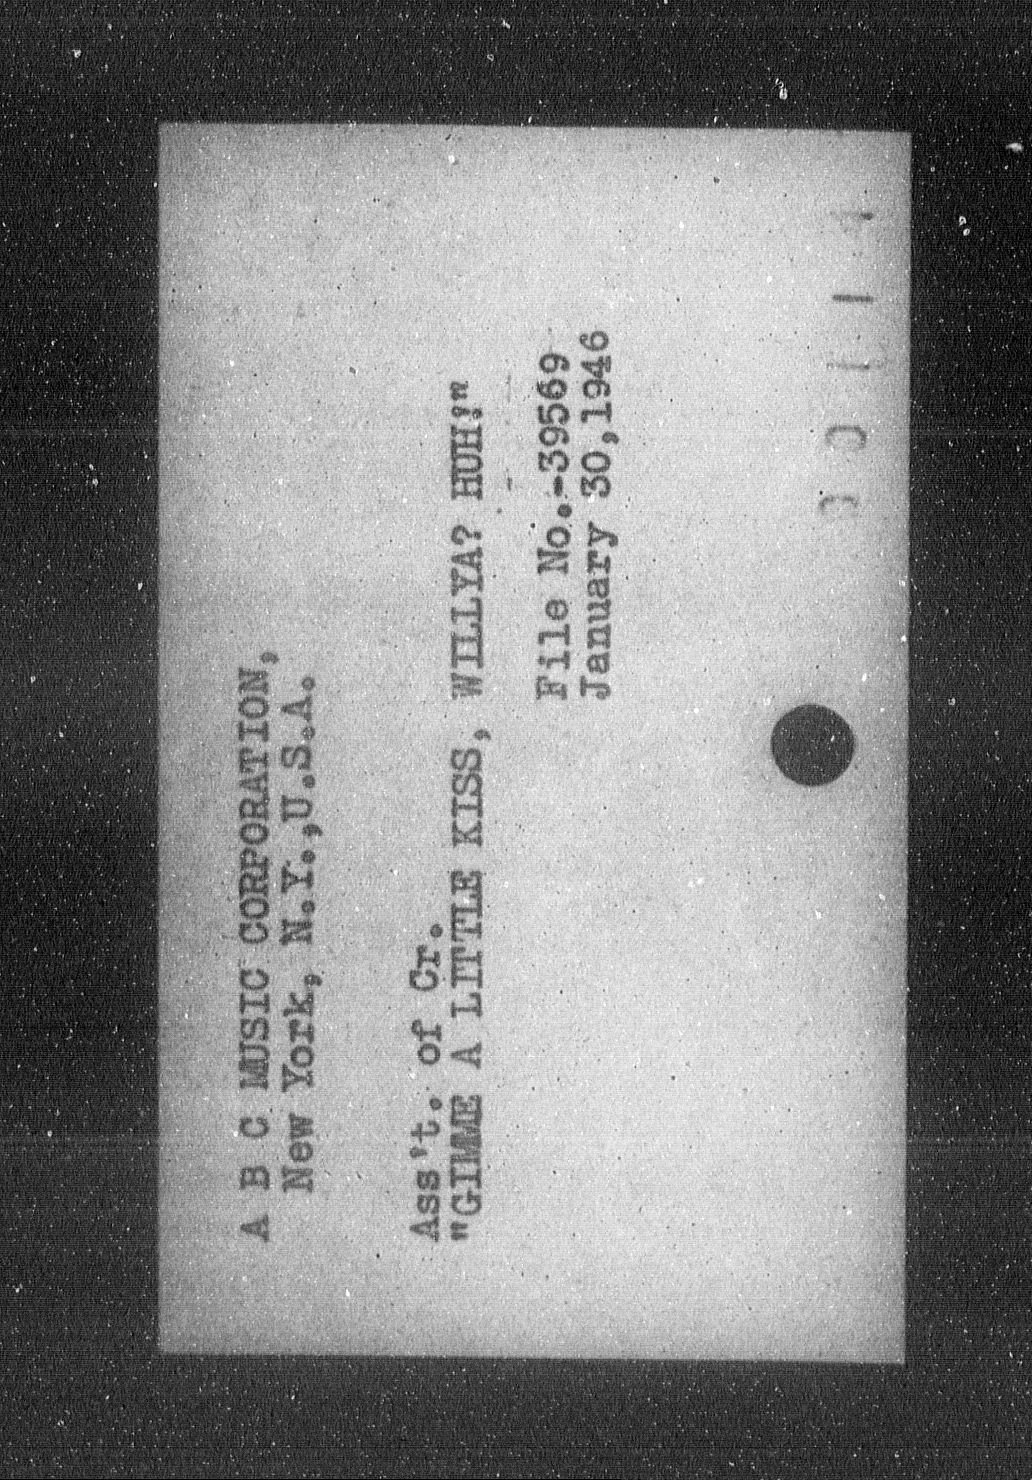 A B C MUSIC CORPORATION,
New York, N.Y.,U.S.A.
Ass't. of Cr.
"GIMME A LITTLE KISS, WILLYA? HUH!"
File No.-39569
January 30,1946